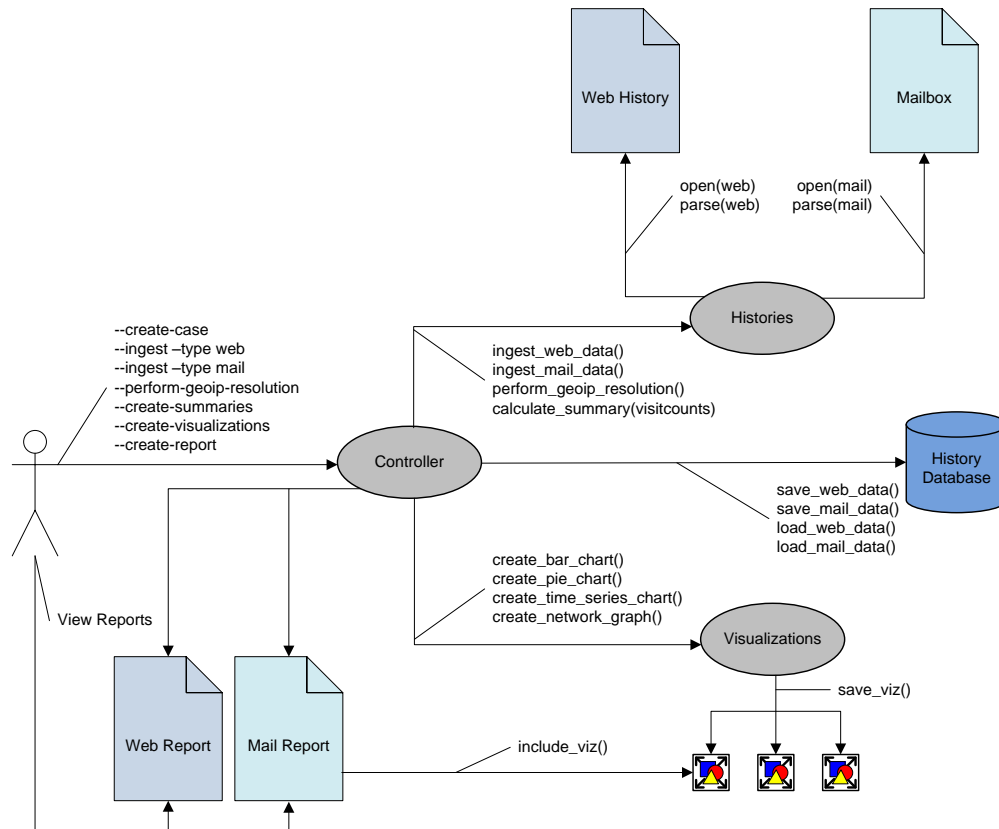 Web History
Mailbox
open(web)
parse(web)
open(mail)
parse(mail)
Histories
--create-case
--ingest –type web
--ingest –type mail
--perform-geoip-resolution
--create-summaries
--create-visualizations
--create-report
ingest_web_data()
ingest_mail_data()
perform_geoip_resolution()
calculate_summary(visitcounts)
Controller
History
Database
save_web_data()
save_mail_data()
load_web_data()
load_mail_data()
create_bar_chart()
create_pie_chart()
create_time_series_chart()
create_network_graph()
View Reports
Visualizations
save_viz()
Web Report
Mail Report
include_viz()